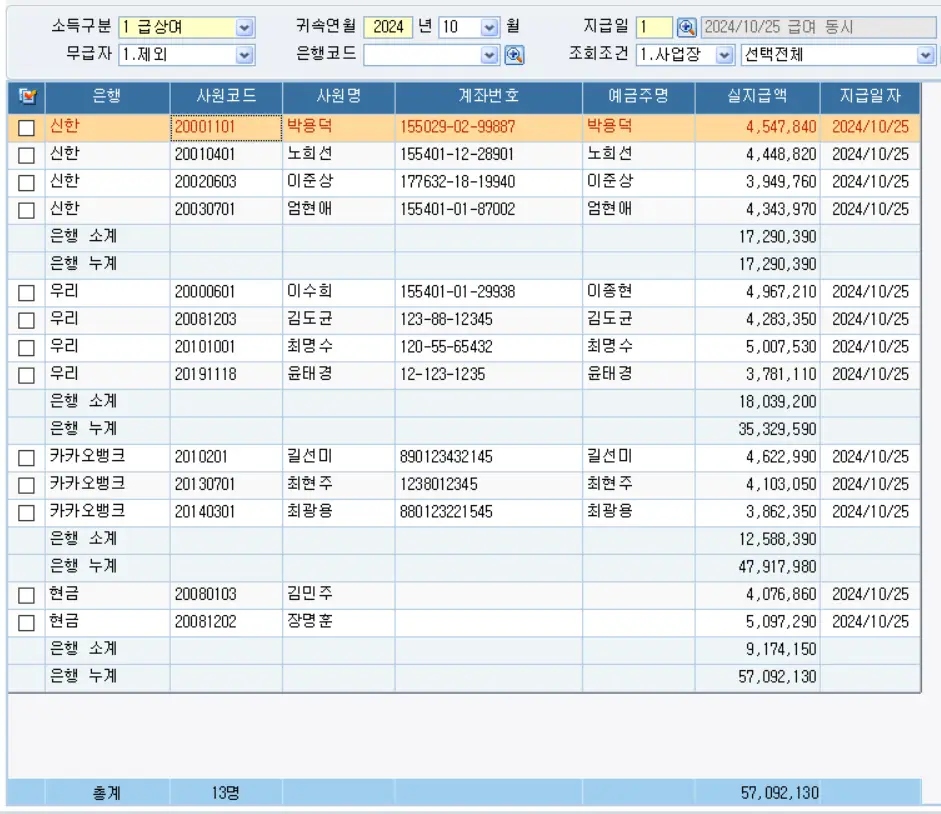 소득구분 1 급상여 귀속연월 2024 년 10 월 지급일 1 2024/10/25 급여 동시
무급자 1.제외 은행코드 조회조건 1.사업장 선택전체
은행 사원코드 사원명 계좌번호 예금주명 실지급액 지급일자
신한 20001101 박용덕 155029-02-99887 박용덕 4,547,840 2024/10/25
신한 20010401 노희선 155401-12-28901 노희선 4,448,820 2024/10/25
신한 20020603 이준상 177632-18-19940 이준상 3,949,760 2024/10/25
신한 20030701 엄현애 155401-01-87002 엄현애 4,343,970 2024/10/25
은행 소계 17,290,390
은행 누계 17,290,390
우리 20000601 이수희 155401-01-29938 이종현 4,967,210 2024/10/25
우리 20081203 김도균 123-88-12345 김도균 4,283,350 2024/10/25
우리 20101001 최명수 120-55-65432 최명수 5,007,530 2024/10/25
우리 20191118 윤태경 12-123-1235 윤태경 3,781,110 2024/10/25
은행 소계 18,039,200
은행 누계 35,329,590
카카오뱅크 2010201 길선미 890123432145 길선미 4,622,990 2024/10/25
카카오뱅크 20130701 최현주 1238012345 최현주 4,103,050 2024/10/25
카카오뱅크 20140301 최광용 880123221545 최광용 3,862,350 2024/10/25
은행 소계 12,588,390
은행 누계 47,917,980
현금 20080103 김민주 4,076,860 2024/10/25
현금 20081202 장명훈 5,097,290 2024/10/25
은행 소계 9,174,150
은행 누계 57,092,130
총계 13명 57,092,130